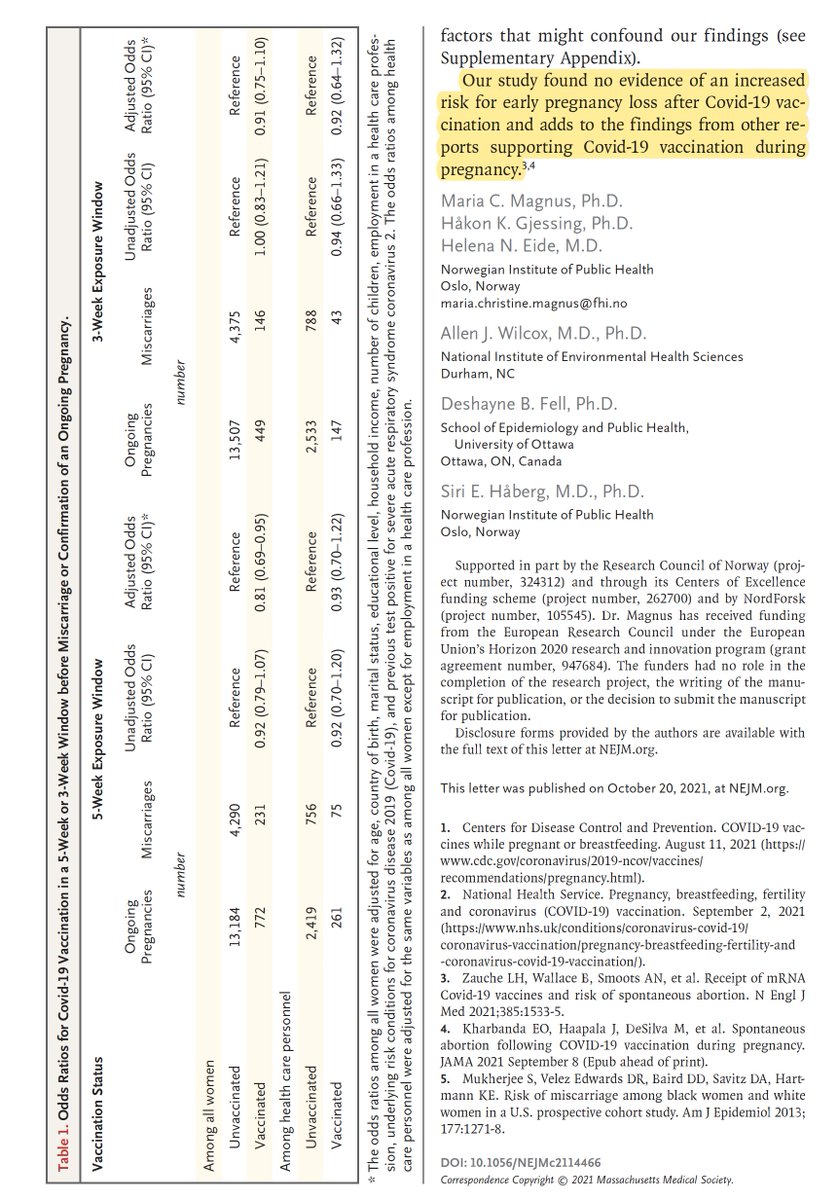 Table 1. Odds Ratios for Covid-19 Vaccination in a 5-Week or 3-Week Window before Miscarriage or Confirmation of an Ongoing Pregnancy.
Vaccination Status
5-Week Exposure Window
3-Week Exposure Window
Ongoing Pregnancies
Miscarriages
Unadjusted Odds Ratio (95% CI)
Adjusted Odds Ratio (95% CI)*
Ongoing Pregnancies
Miscarriages
Unadjusted Odds Ratio (95% CI)
Adjusted Odds Ratio (95% CI)*
number
number
Among all women
Unvaccinated 13,184 4,290 Reference Reference 13,507 4,375 Reference Reference
Vaccinated 772 231 0.92 (0.79–1.07) 0.81 (0.69–0.95) 449 146 1.00 (0.83–1.21) 0.91 (0.75–1.10)
Among health care personnel
Unvaccinated 2,419 756 Reference Reference 2,533 788 Reference Reference
Vaccinated 261 75 0.92 (0.70–1.20) 0.93 (0.70–1.22) 147 43 0.94 (0.66–1.33) 0.92 (0.64–1.32)
* The odds ratios among all women were adjusted for age, country of birth, marital status, educational level, household income, number of children, employment in a health care profes-
sion, underlying risk conditions for coronavirus disease 2019 (Covid-19), and previous test positive for severe acute respiratory syndrome coronavirus 2. The odds ratios among health
care personnel were adjusted for the same variables as among all women except for employment in a health care profession.
factors that might confound our findings (see
Supplementary Appendix).
Our study found no evidence of an increased
risk for early pregnancy loss after Covid-19 vac-
cination and adds to the findings from other re-
ports supporting Covid-19 vaccination during
pregnancy.3,4
Maria C. Magnus, Ph.D.
Håkon K. Gjessing, Ph.D.
Helena N. Eide, M.D.
Norwegian Institute of Public Health
Oslo, Norway
maria.christine.magnus@fhi.no
Allen J. Wilcox, M.D., Ph.D.
National Institute of Environmental Health Sciences
Durham, NC
Deshayne B. Fell, Ph.D.
School of Epidemiology and Public Health,
University of Ottawa
Ottawa, ON, Canada
Siri E. Håberg, M.D., Ph.D.
Norwegian Institute of Public Health
Oslo, Norway
Supported in part by the Research Council of Norway (proj-
ect number, 324312) and through its Centers of Excellence
funding scheme (project number, 262700) and by NordForsk
(project number, 105545). Dr. Magnus has received funding
from the European Research Council under the European
Union's Horizon 2020 research and innovation program (grant
agreement number, 947684). The funders had no role in the
completion of the research project, the writing of the manu-
script for publication, or the decision to submit the manuscript
for publication.
Disclosure forms provided by the authors are available with
the full text of this letter at NEJM.org.
This letter was published on October 20, 2021, at NEJM.org.
1. Centers for Disease Control and Prevention. COVID-19 vac-
cines while pregnant or breastfeeding. August 11, 2021 (https://
www.cdc.gov/coronavirus/2019-ncov/vaccines/
recommendations/pregnancy.html).
2. National Health Service. Pregnancy, breastfeeding, fertility
and coronavirus (COVID-19) vaccination. September 2, 2021
(https://www.nhs.uk/conditions/coronavirus-covid-19/
coronavirus-vaccination/pregnancy-breastfeeding-fertility-and
-coronavirus-covid-19-vaccination/).
3. Zauche LH, Wallace B, Smoots AN, et al. Receipt of mRNA
Covid-19 vaccines and risk of spontaneous abortion. N Engl J
Med 2021;385:1533-5.
4. Kharbanda EO, Haapala J, DeSilva M, et al. Spontaneous
abortion following COVID-19 vaccination during pregnancy.
JAMA 2021 September 8 (Epub ahead of print).
5. Mukherjee S, Velez Edwards DR, Baird DD, Savitz DA, Hart-
mann KE. Risk of miscarriage among black women and white
women in a U.S. prospective cohort study. Am J Epidemiol 2013;
177:1271-8.
DOI: 10.1056/NEJMc2114466
Correspondence Copyright © 2021 Massachusetts Medical Society.